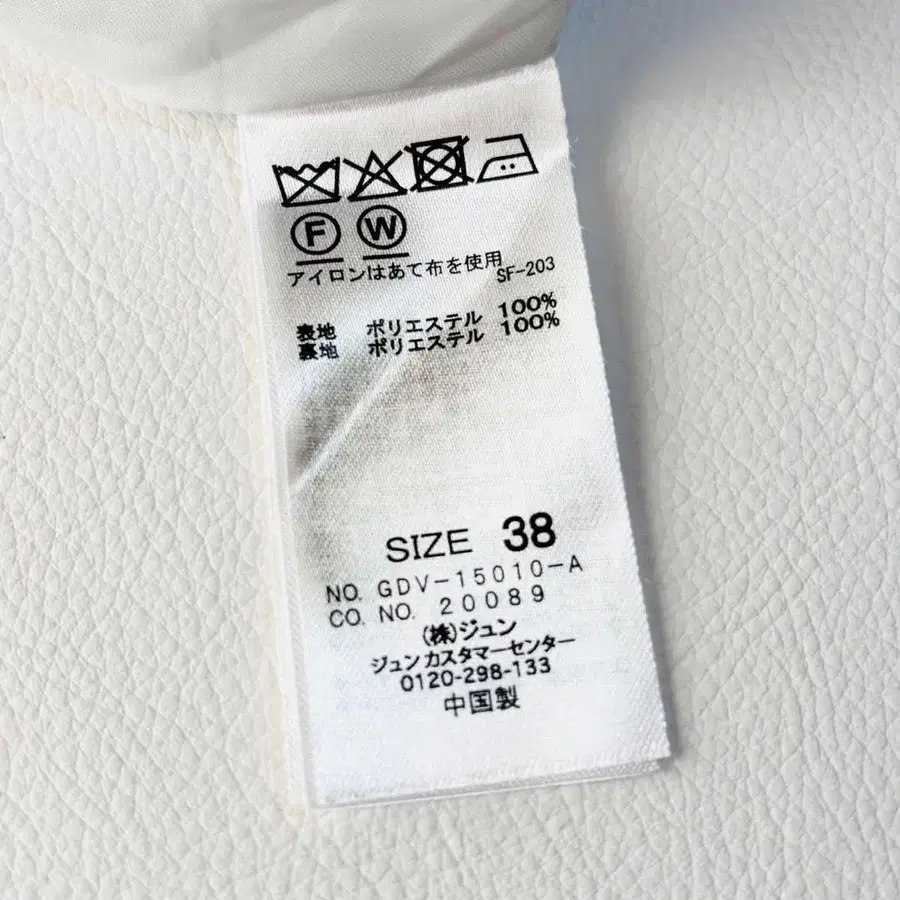 F W
アイロンはあて布を使用
SF-203
表地 ポリエステル 100%
裏地 ポリエステル 100%
SIZE 38
NO. GDV-15010-A
CO. NO. 20089
(株)ジュン
ジュンカスタマーセンター
0120-298-133
中国製